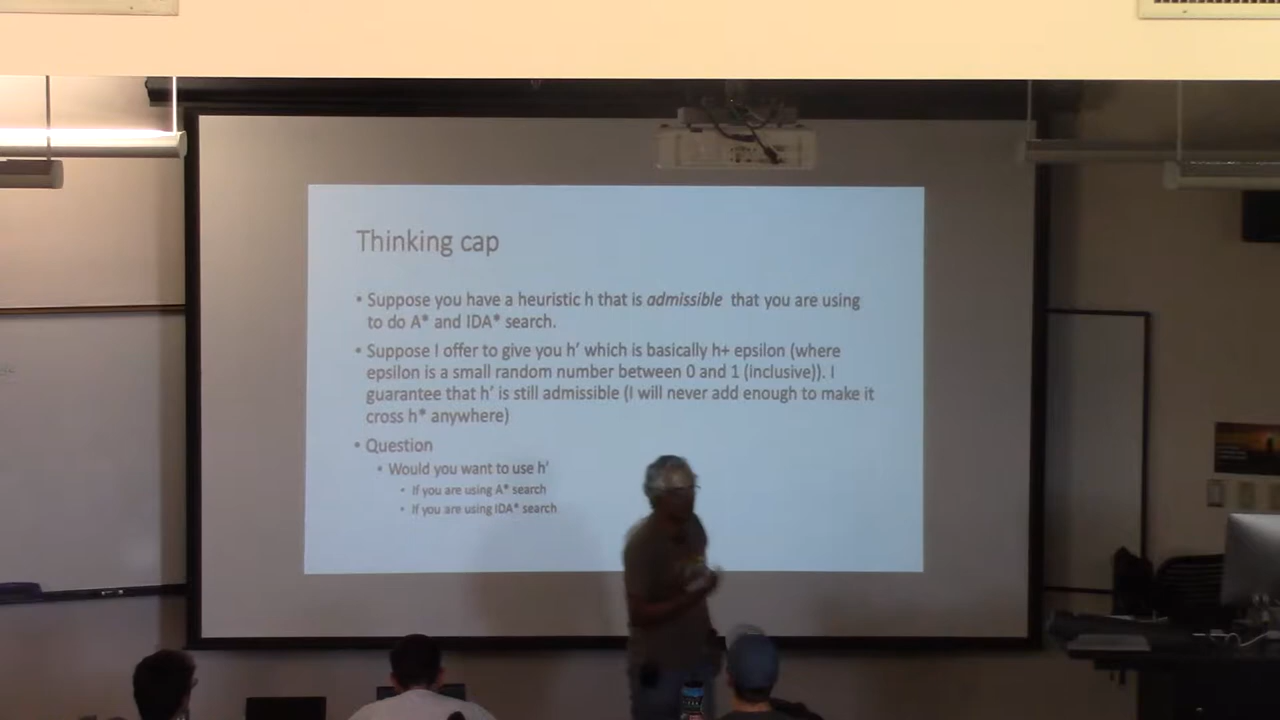 Thinking cap
• Suppose you have a heuristic h that is admissible that you are using
to do A* and IDA* search.
• Suppose I offer to give you h' which is basically h+ epsilon (where
epsilon is a small random number between 0 and 1 (inclusive)). I
guarantee that h' is still admissible (I will never add enough to make it
cross h* anywhere)
• Question
• Would you want to use h'
• If you are using A* search
• If you are using IDA* search